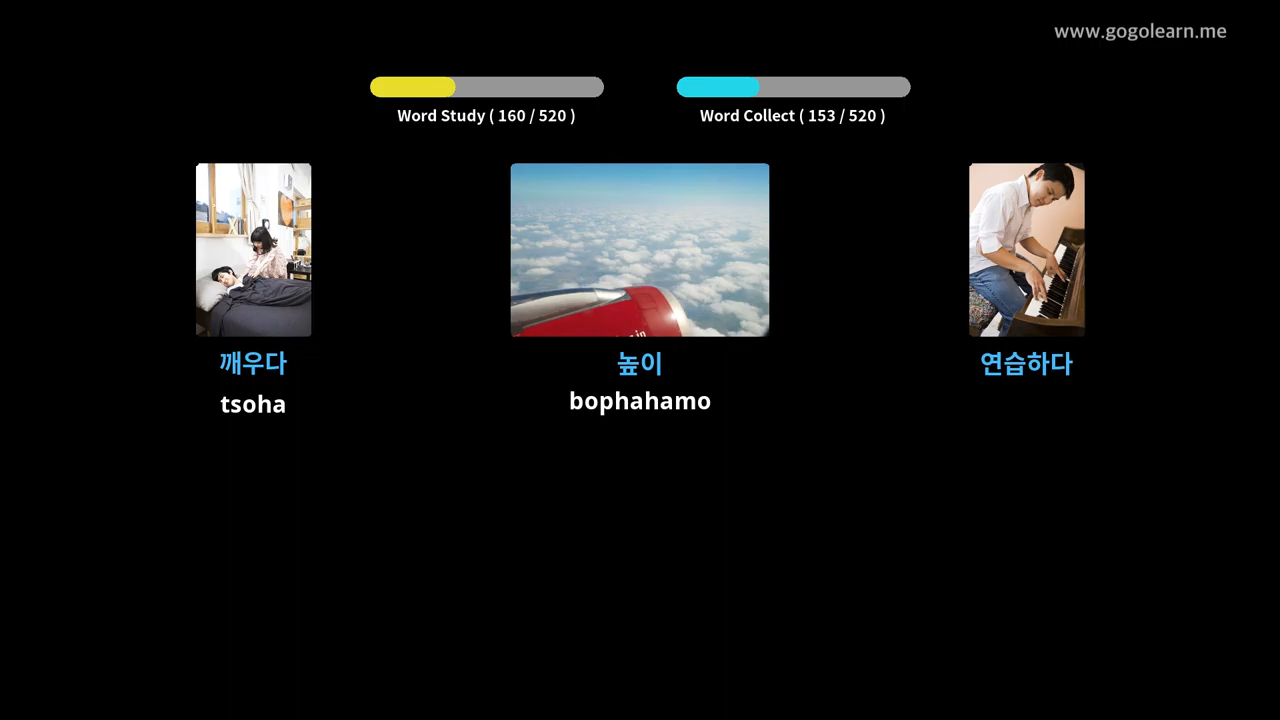 www.gogolearn.me
Word Study ( 160 / 520 )
Word Collect ( 153 / 520 )
깨우다
높이
연습하다
tsoha
bophahamo